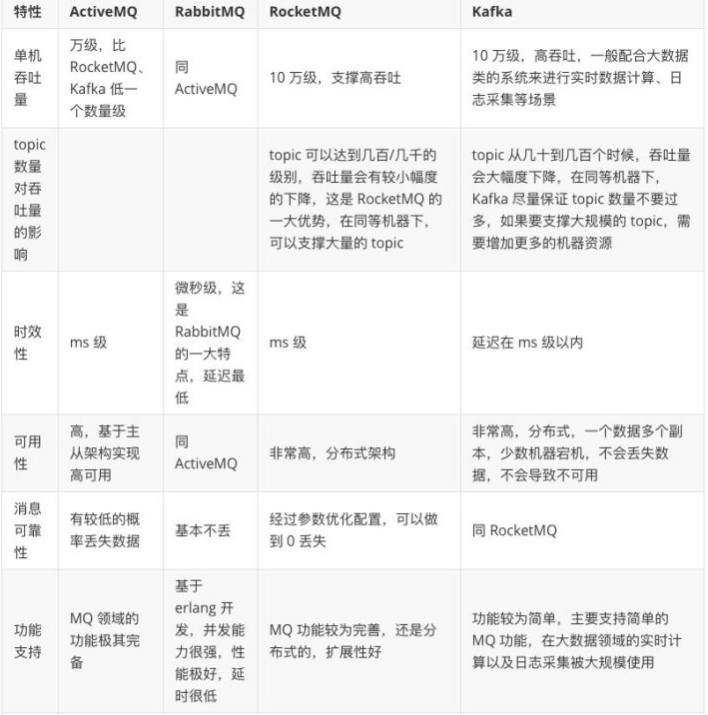 特性
ActiveMQ
RabbitMQ
RocketMQ
Kafka
单机
吞吐
量
万级，比
RocketMQ、
Kafka 低一
个数量级
同
ActiveMQ
10 万级，支撑高吞吐
10 万级，高吞吐，一般配合大数据
类的系统来进行实时数据计算、日
志采集等场景
topic
数量
对吞
吐量
的影
响
topic 可以达到几百/几千的
级别，吞吐量会有较小幅度
的下降，这是 RocketMQ 的
一大优势，在同等机器下，
可以支撑大量的 topic
topic 从几十到几百个时候，吞吐量
会大幅度下降，在同等机器下，
Kafka 尽量保证 topic 数量不要过
多，如果要支撑大规模的 topic，需
要增加更多的机器资源
时效
性
ms 级
微秒级，这
是
RabbitMQ
的一大特
点，延迟最
低
ms 级
延迟在 ms 级以内
可用
性
高，基于主
从架构实现
高可用
同
ActiveMQ
非常高，分布式架构
非常高，分布式，一个数据多个副
本，少数机器宕机，不会丢失数
据，不会导致不可用
消息
可靠
性
有较低的概
率丢失数据
基本不丢
经过参数优化配置，可以做
到 0 丢失
同 RocketMQ
功能
支持
MQ 领域的
功能极其完
备
基于
erlang 开
发，并发能
力很强，性
能极好，延
时很低
MQ 功能较为完善，还是分
布式的，扩展性好
功能较为简单，主要支持简单的
MQ 功能，在大数据领域的实时计
算以及日志采集被大规模使用